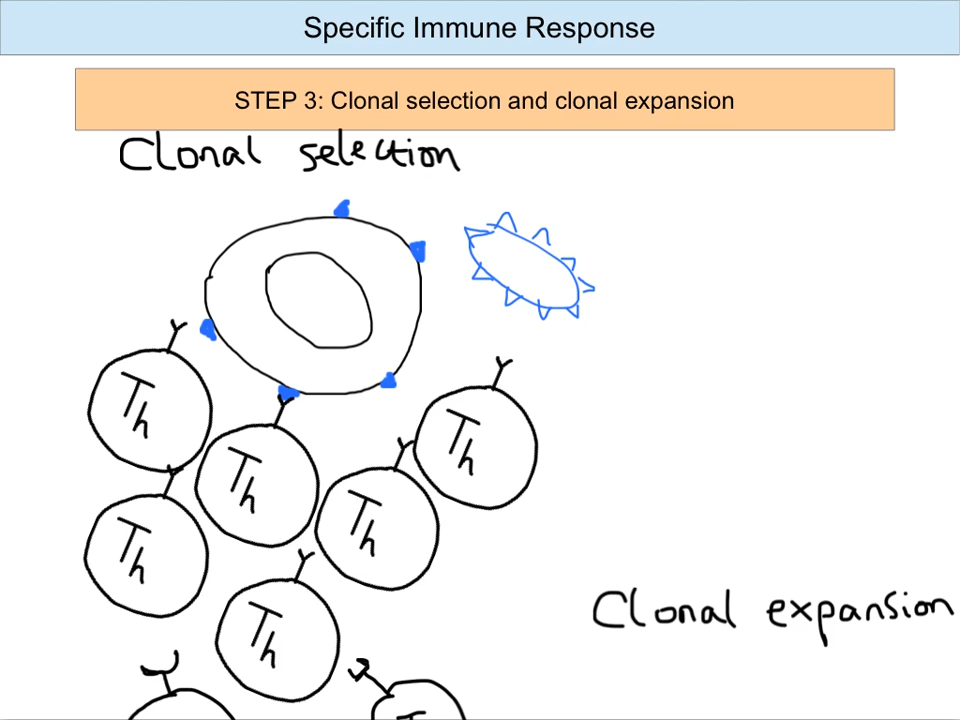 Specific Immune Response
STEP 3: Clonal selection and clonal expansion
Clonal selection
Th
Th
Th
Th
Th
Th
Clonal expansion